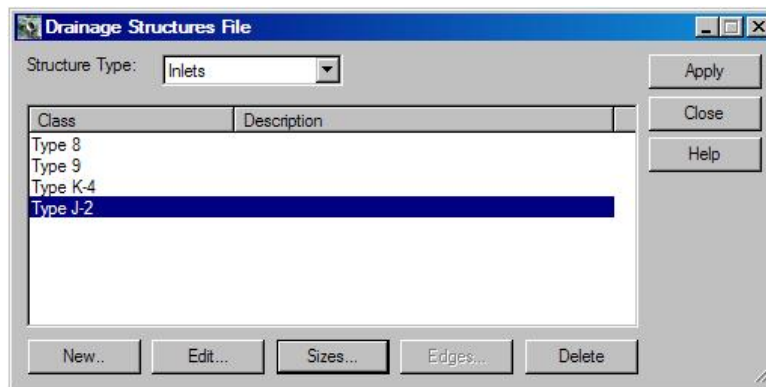 Drainage Structures File
Structure Type: Inlets
Apply
Close
Help
Class Description
Type 8
Type 9
Type K-4
Type J-2
New.. Edit... Sizes... Edges... Delete